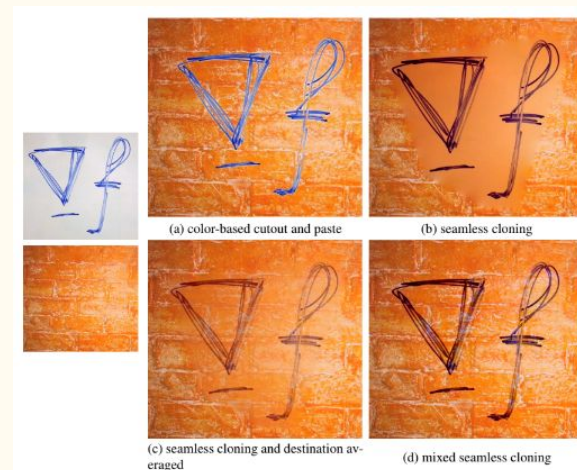 ∇ f
(a) color-based cutout and paste
(b) seamless cloning
∇ f
∇ f
∇ f
∇ f
(c) seamless cloning and destination av-
eraged
(d) mixed seamless cloning